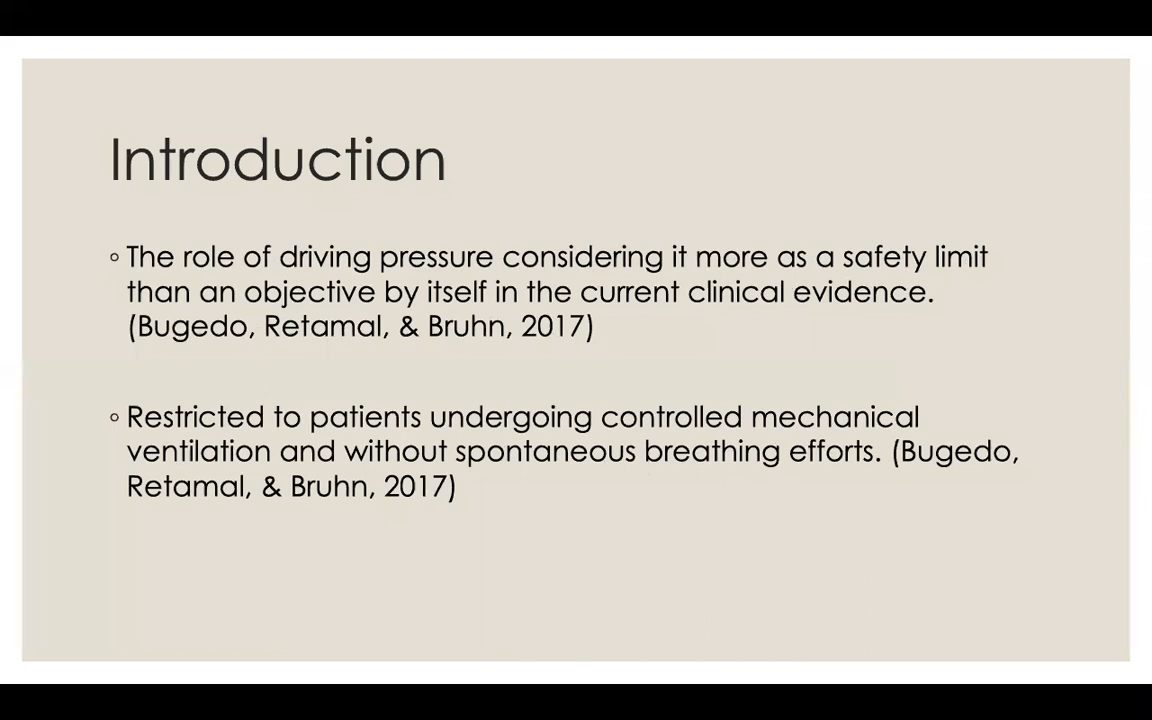 Introduction
◦ The role of driving pressure considering it more as a safety limit
than an objective by itself in the current clinical evidence.
(Bugedo, Retamal, & Bruhn, 2017)
◦ Restricted to patients undergoing controlled mechanical
ventilation and without spontaneous breathing efforts. (Bugedo,
Retamal, & Bruhn, 2017)